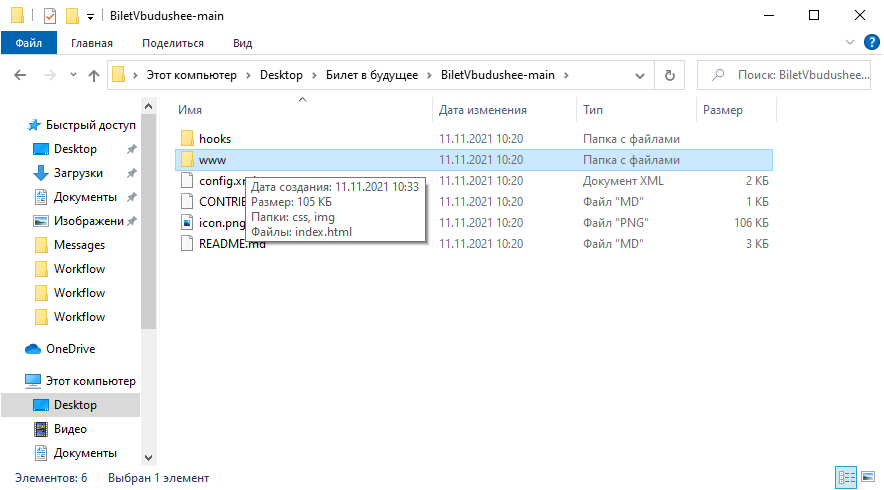 BiletVbudushee-main
Файл Главная Поделиться Вид
Этот компьютер Desktop Билет в будущее BiletVbudushee-main
Поиск: BiletVbudushee...
Имя Дата изменения Тип Размер
Быстрый доступ
Desktop
Загрузки
Документы
Изображени
Messages
Workflow
Workflow
Workflow
OneDrive
Этот компьютер
Desktop
Видео
Документы
hooks 11.11.2021 10:20 Папка с файлами
www 11.11.2021 10:20 Папка с файлами
config.xml 11.11.2021 10:20 Документ XML 2 КБ
CONTRIE 11.11.2021 10:20 Файл "MD" 1 КБ
icon.png 11.11.2021 10:20 Файл "PNG" 106 КБ
README.md 11.11.2021 10:20 Файл "MD" 3 КБ
Дата создания: 11.11.2021 10:33
Размер: 105 КБ
Папки: css, img
Файлы: index.html
Элементов: 6 Выбран 1 элемент